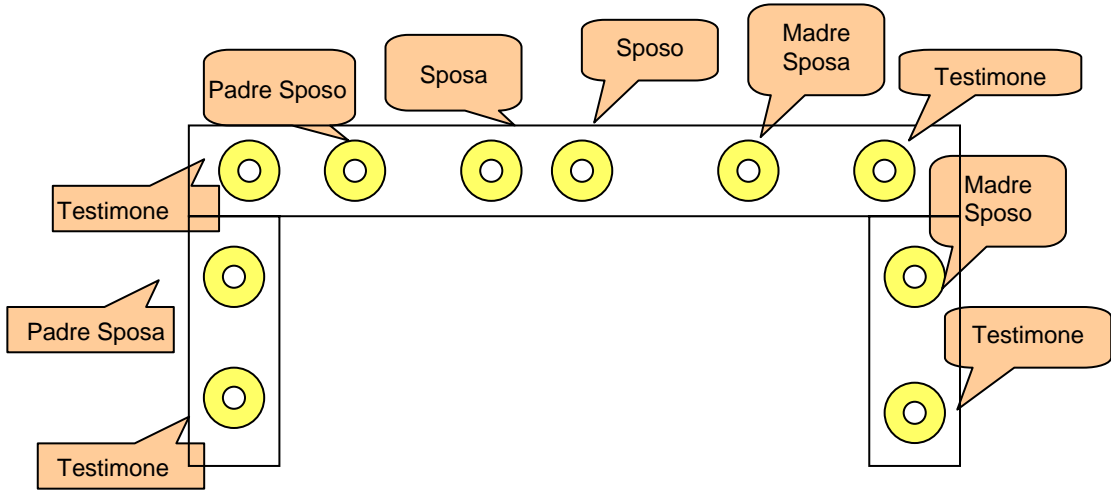 Padre Sposo
Sposa
Sposo
Madre
Sposa
Testimone
Testimone
Madre
Sposo
Padre Sposa
Testimone
Testimone